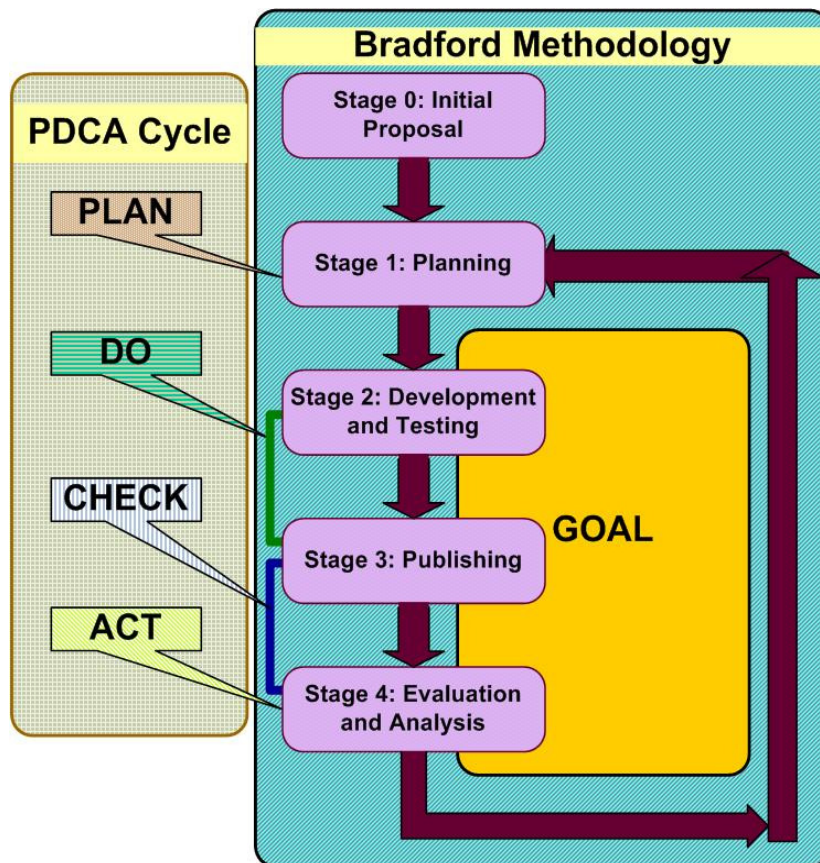 Bradford Methodology
PDCA Cycle
PLAN
DO
CHECK
ACT
Stage 0: Initial
Proposal
Stage 1: Planning
Stage 2: Development
and Testing
Stage 3: Publishing
Stage 4: Evaluation
and Analysis
GOAL